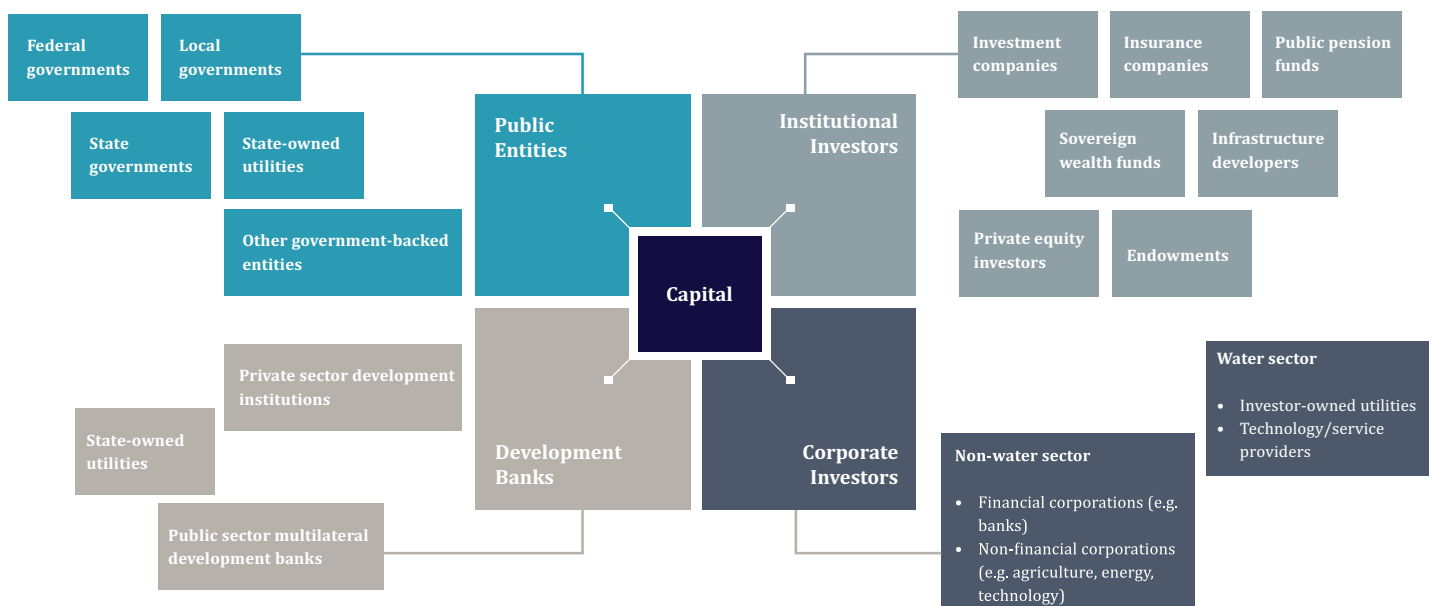 Federal
governments
Local
governments
State
governments
State-owned
utilities
Other government-backed
entities
Public
Entities
Institutional
Investors
Investment
companies
Insurance
companies
Public pension
funds
Sovereign
wealth funds
Infrastructure
developers
Private equity
investors
Endowments
Capital
Private sector development
institutions
State-owned
utilities
Public sector multilateral
development banks
Development
Banks
Corporate
Investors
Non-water sector
• Financial corporations (e.g.
banks)
• Non-financial corporations
(e.g. agriculture, energy,
technology)
Water sector
• Investor-owned utilities
• Technology/service
providers